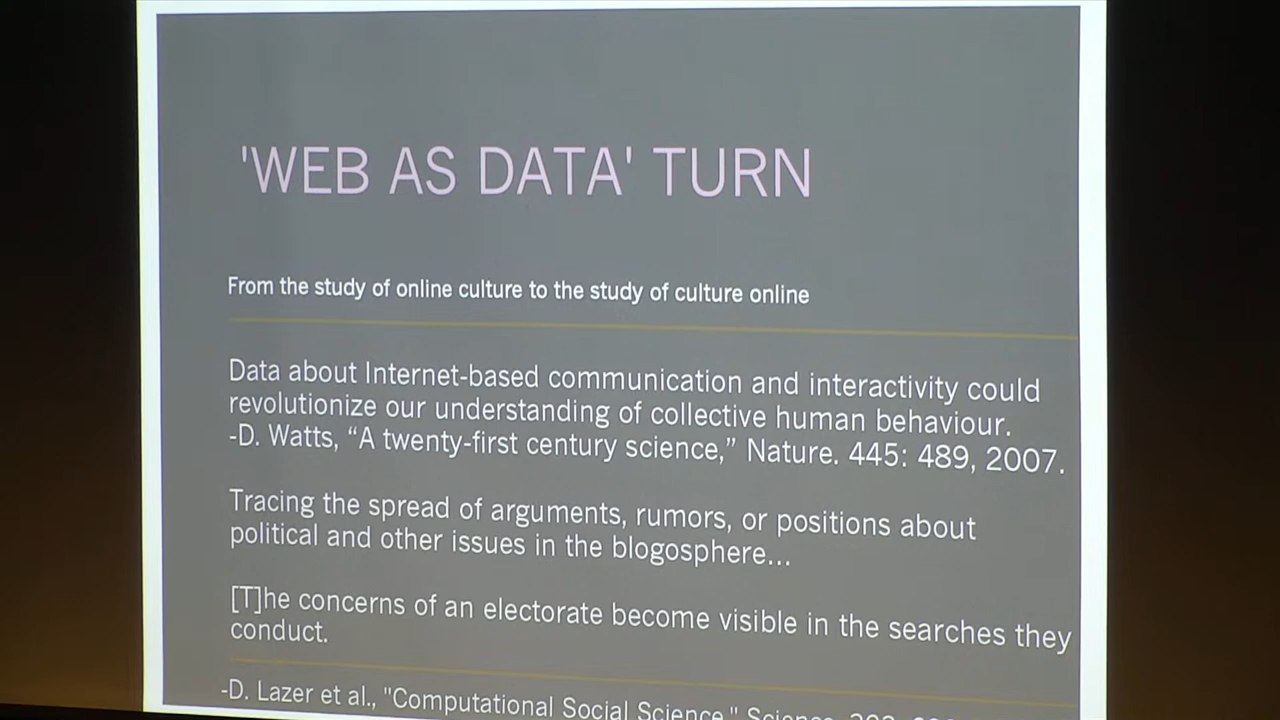 'WEB AS DATA' TURN
From the study of online culture to the study of culture online
Data about Internet-based communication and interactivity could
revolutionize our understanding of collective human behaviour.
-D. Watts, “A twenty-first century science,” Nature. 445: 489, 2007.
Tracing the spread of arguments, rumors, or positions about
political and other issues in the blogosphere...
[T]he concerns of an electorate become visible in the searches they
conduct.
-D. Lazer et al., "Computational Social Science," Science